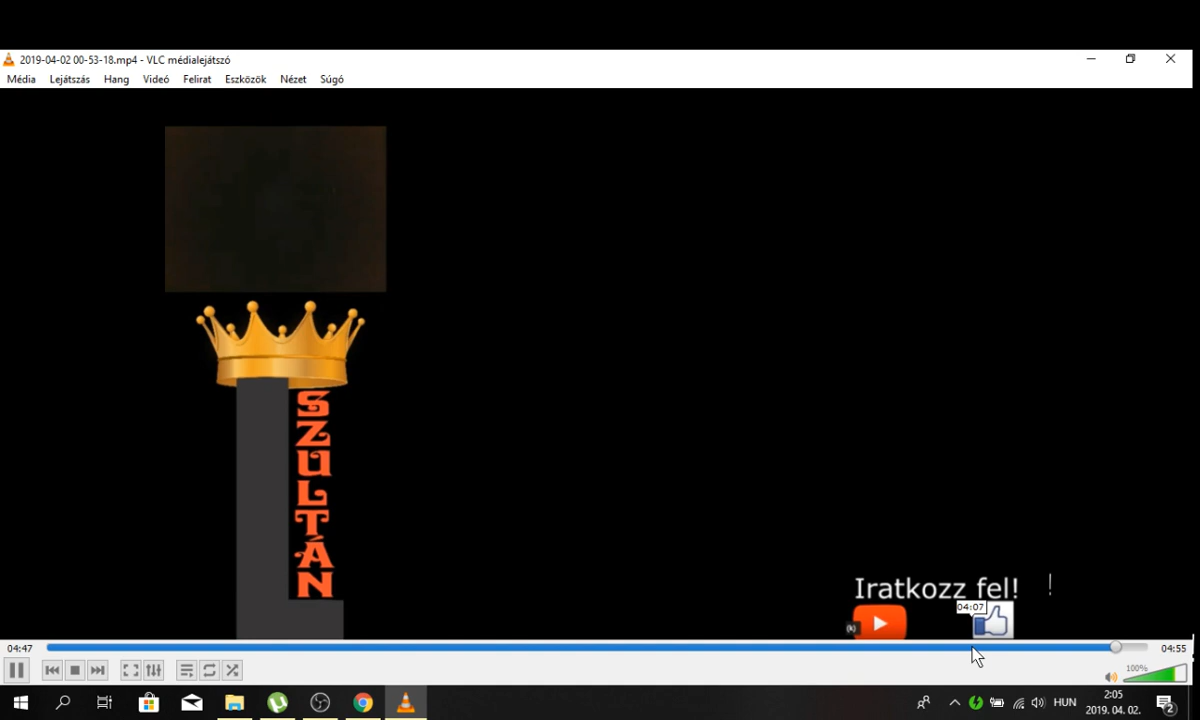 2019-04-02 00-53-18.mp4 - VLC médialejátszó
Média Lejátszás Hang Videó Felirat Eszközök Nézet Súgó
SZULTÁN
Iratkozz fel! !
04:07
04:47
04:55
100%
HUN
2:05
2019. 04. 02.
2